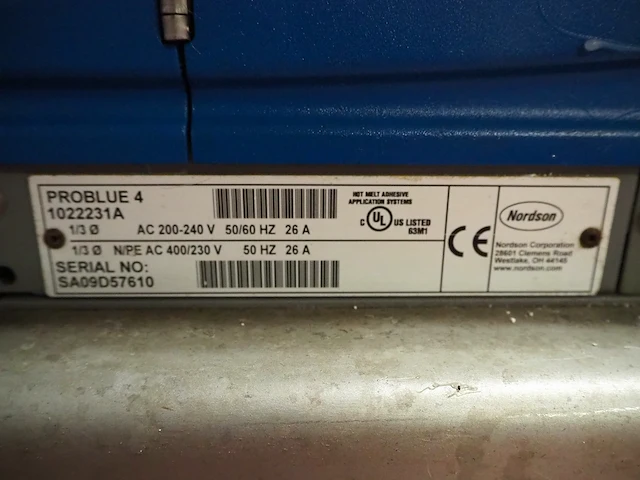 PROBLUE 4
1022231A
1/3 Ø AC 200-240 V 50/60 HZ 26 A
1/3 Ø N/PE AC 400/230 V 50 HZ 26 A
SERIAL NO:
SA09D57610
HOT MELT ADHESIVE
APPLICATION SYSTEMS
C UL US LISTED
63M1
CE
Nordson
Nordson Corporation
28601 Clemens Road
Westlake, OH 44145
www.nordson.com